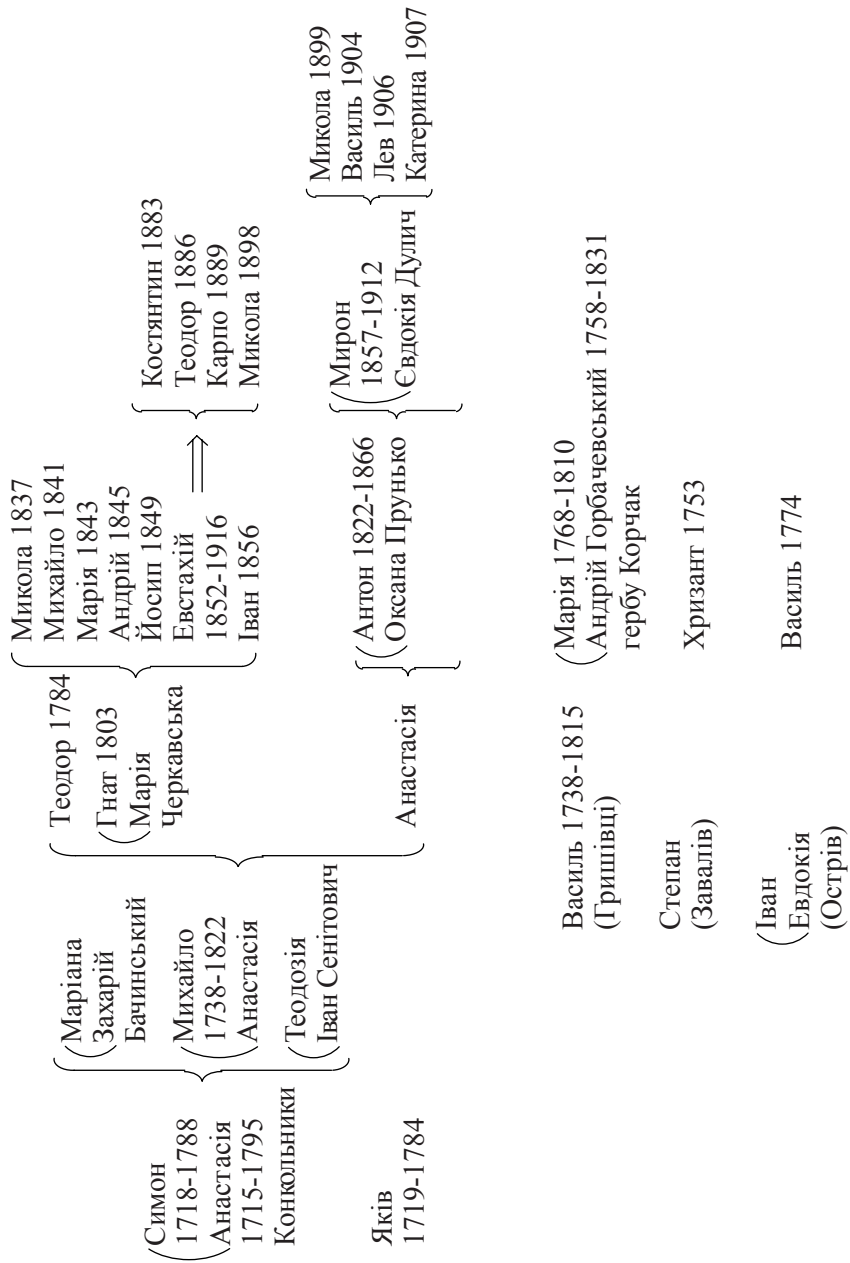 Симон
1718-1788
Анастасія
1715-1795
Конкольники
Яків
1719-1784
Маріана
Захарій
Бачинський
Михайло
1738-1822
Анастасія
Теодозія
Іван Сенітович
Теодор 1784
Гнат 1803
Марія
Черкавська
Анастасія
Микола 1837
Михайло 1841
Марія 1843
Андрій 1845
Йосип 1849
Евстахій
1852-1916
Іван 1856
⇒
Костянтин 1883
Теодор 1886
Карпо 1889
Микола 1898
Антон 1822-1866
Оксана Прунько
Мирон
1857-1912
Євдокія Дулич
Микола 1899
Василь 1904
Лев 1906
Катерина 1907
Василь 1738-1815
(Гришівці)
Марія 1768-1810
Андрій Горбачевський 1758-1831
гербу Корчак
Степан
(Завалів)
Хризант 1753
Іван
Евдокія
(Острів)
Василь 1774